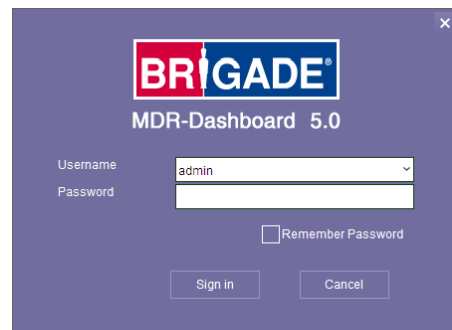 BRIGADE®
MDR-Dashboard 5.0
Username admin
Password
Remember Password
Sign in Cancel